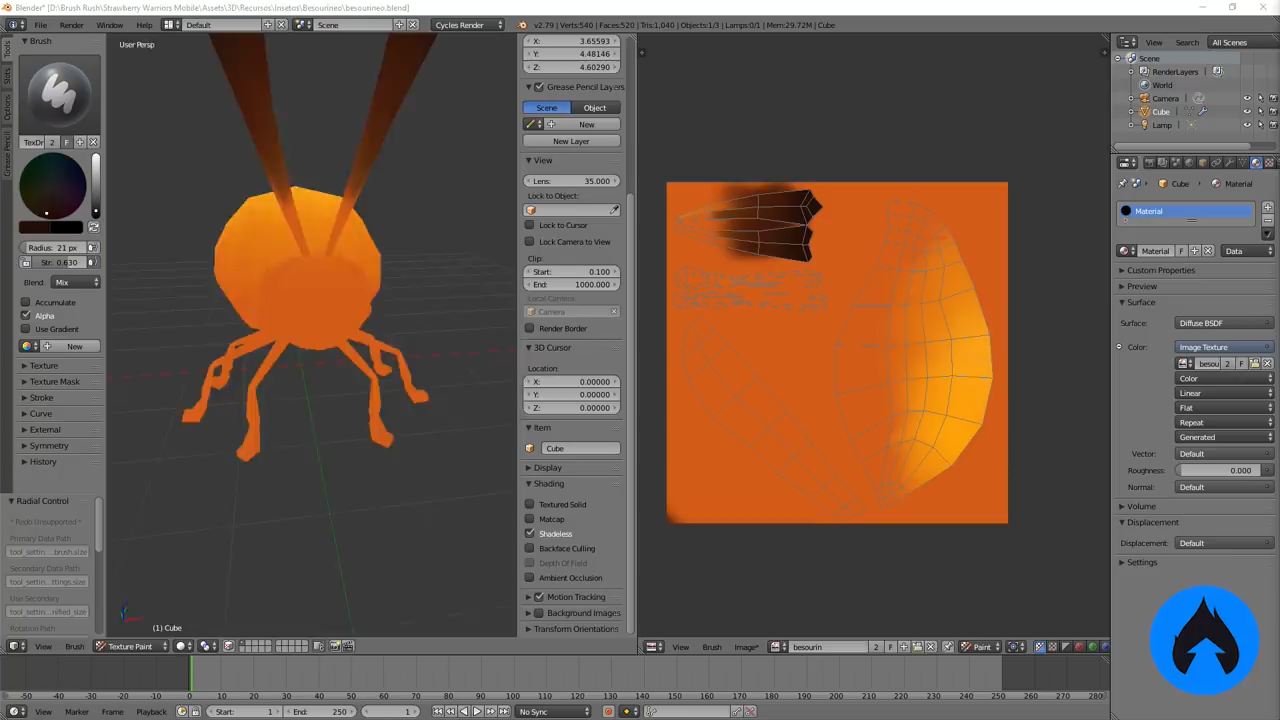 Blender* [D:\Brush Rush\Strawberry Warriors Mobile\Assets\3D\Recursos\Insetos\Besourineo\besourineo.blend]
File Render Window Help Default Scene Cycles Render v2.79 | Verts:540 | Faces:520 | Tris:1,040 | Objects:1/3 | Lamps:0/1 | Mem:29.72M | Cube
Tools
Slots
Options
Grease Pencil
Brush
TexDr 2 F
Radius: 21 px
Str: 0.630
Blend: Mix
Accumulate
Alpha
Use Gradient
New
Texture
Texture Mask
Stroke
Curve
External
Symmetry
History
Radial Control
* Redo Unsupported *
Primary Data Path
tool_settin....brush.size
Secondary Data Path
tool_settin...ttings.size
Use Secondary
tool_settin...nified_size
Rotation Path
User Persp
(1) Cube
X: 3.65593
Y: 4.48146
Z: 4.60290
Grease Pencil Layers
Scene Object
New
New Layer
View
Lens: 35.000
Lock to Object:
Lock to Cursor
Lock Camera to View
Clip:
Start: 0.100
End: 1000.000
Local Camera:
Camera
Render Border
3D Cursor
Location:
X: 0.00000
Y: 0.00000
Z: 0.00000
Item
Cube
Display
Shading
Textured Solid
Matcap
Shadeless
Backface Culling
Depth Of Field
Ambient Occlusion
Motion Tracking
Background Images
Transform Orientations
View Search All Scenes
Scene
RenderLayers
World
Camera
Cube
Lamp
Cube Material
Material
Material F Data
Custom Properties
Preview
Surface
Surface: Diffuse BSDF
Color: Image Texture
besou 2 F
Color
Linear
Flat
Repeat
Generated
Vector: Default
Roughness: 0.000
Normal: Default
Volume
Displacement
Displacement: Default
Settings
View Brush Texture Paint
View Brush Image* besourin 2 F Paint
-50 -40 -30 -20 -10 0 10 20 30 40 50 60 70 80 90 100 110 120 130 140 150 160 170 180 190 200 210 220 230 240 250 260 270 280
View Marker Frame Playback Start: 1 End: 250 1 No Sync